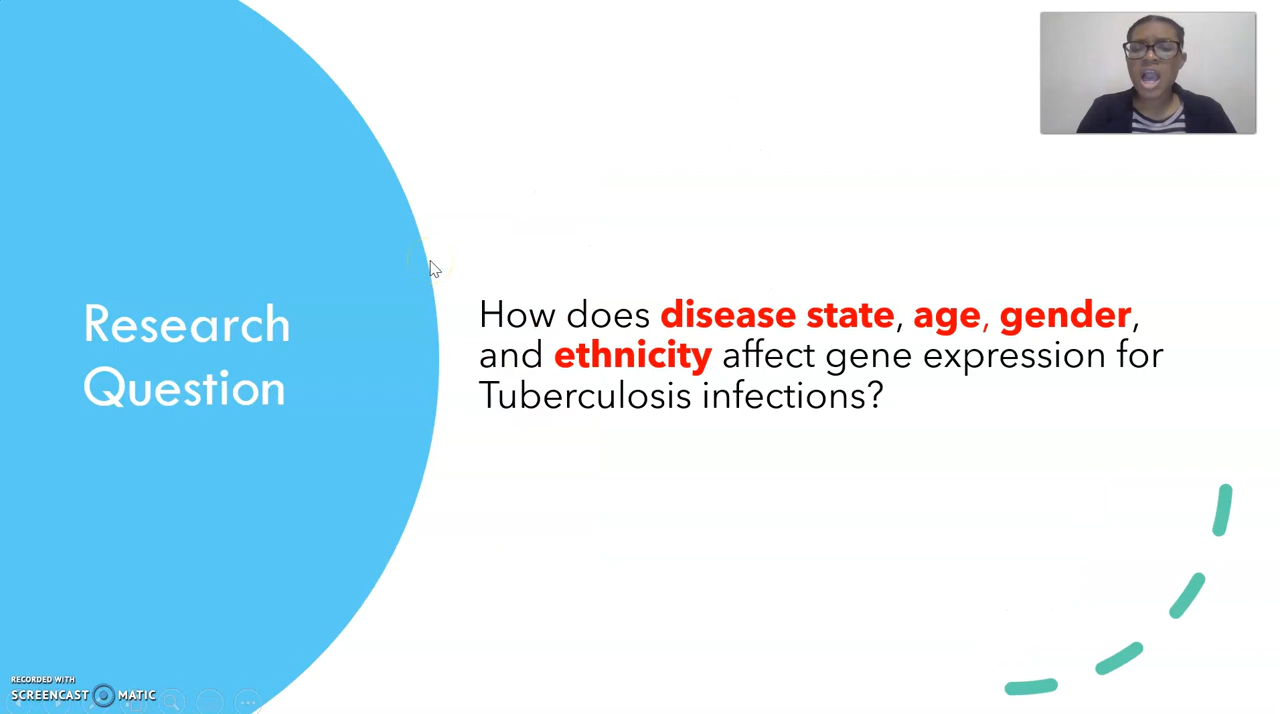 Research
Question
How does disease state, age, gender,
and ethnicity affect gene expression for
Tuberculosis infections?
RECORDED WITH
SCREENCAST MATIC